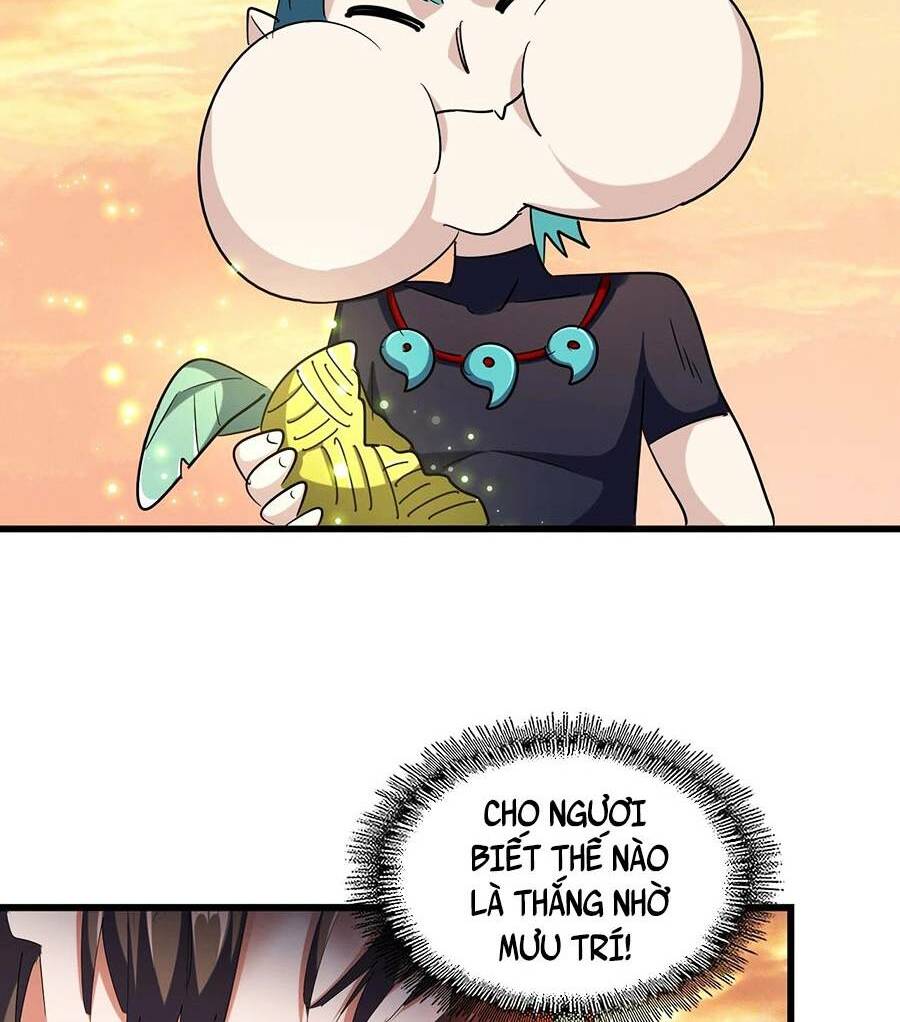 CHO NGƯƠI
BIẾT THẾ NÀO
LÀ THẮNG NHỜ
MƯU TRÍ!